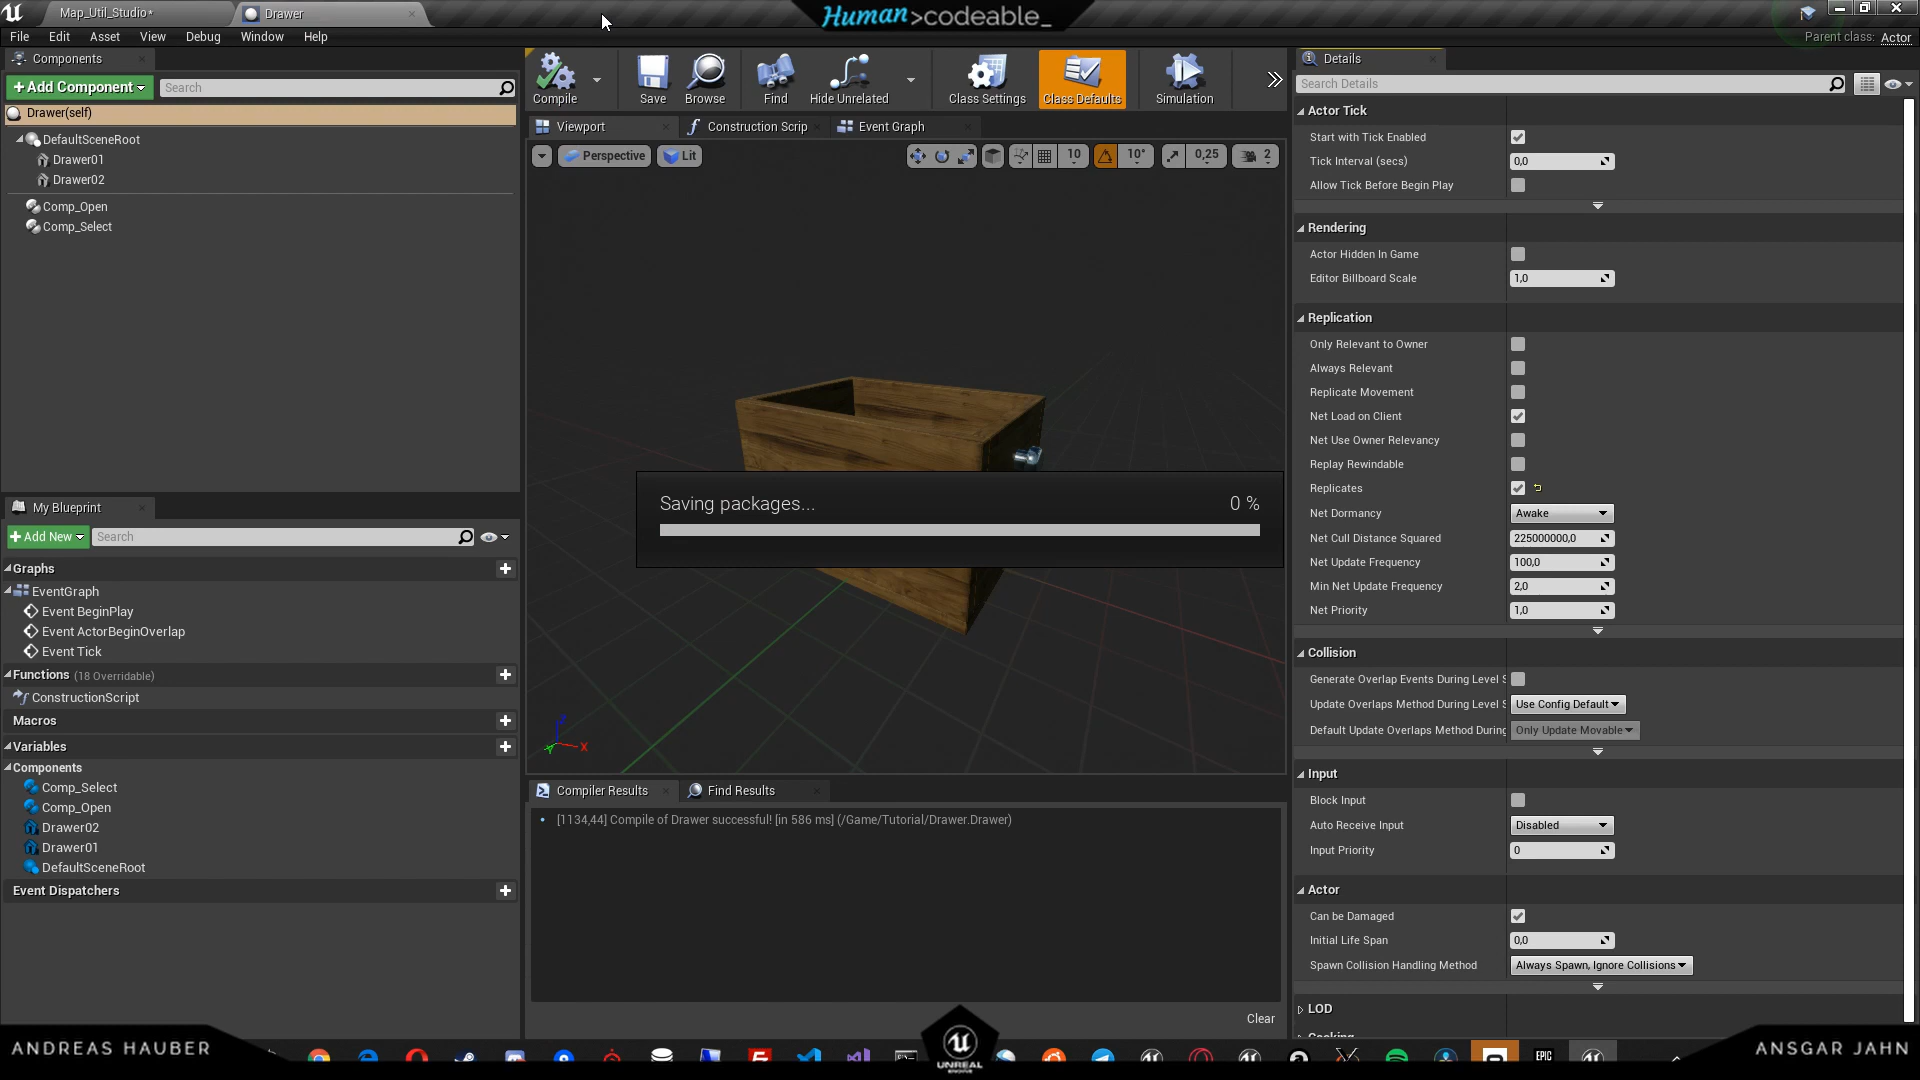 Map_Util_Studio*
Drawer
Human>codeable_
File
Edit
Asset
View
Debug
Window
Help
Parent class: Actor
Components
+Add Component
Search
Drawer(self)
DefaultSceneRoot
Drawer01
Drawer02
Comp_Open
Comp_Select
Compile
Save
Browse
Find
Hide Unrelated
Class Settings
Class Defaults
Simulation
Viewport
Construction Scrip
Event Graph
Perspective
Lit
10
10°
0,25
2
Saving packages...
0 %
X
My Blueprint
+Add New
Search
Graphs
EventGraph
Event BeginPlay
Event ActorBeginOverlap
Event Tick
Functions (18 Overridable)
ConstructionScript
Macros
Variables
Components
Comp_Select
Comp_Open
Drawer02
Drawer01
DefaultSceneRoot
Event Dispatchers
Compiler Results
Find Results
[1134,44] Compile of Drawer successful! [in 586 ms] (/Game/Tutorial/Drawer.Drawer)
Clear
Details
Search Details
Actor Tick
Start with Tick Enabled
Tick Interval (secs)
0,0
Allow Tick Before Begin Play
Rendering
Actor Hidden In Game
Editor Billboard Scale
1,0
Replication
Only Relevant to Owner
Always Relevant
Replicate Movement
Net Load on Client
Net Use Owner Relevancy
Replay Rewindable
Replicates
Net Dormancy
Awake
Net Cull Distance Squared
225000000,0
Net Update Frequency
100,0
Min Net Update Frequency
2,0
Net Priority
1,0
Collision
Generate Overlap Events During Level S
Update Overlaps Method During Level S
Use Config Default
Default Update Overlaps Method During
Only Update Movable
Input
Block Input
Auto Receive Input
Disabled
Input Priority
0
Actor
Can be Damaged
Initial Life Span
0,0
Spawn Collision Handling Method
Always Spawn, Ignore Collisions
LOD
ANDREAS HAUBER
UNREAL
ENGINE
EPIC
ANSGAR JAHN